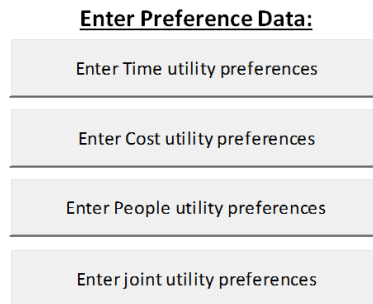 Enter Preference Data:
Enter Time utility preferences
Enter Cost utility preferences
Enter People utility preferences
Enter joint utility preferences